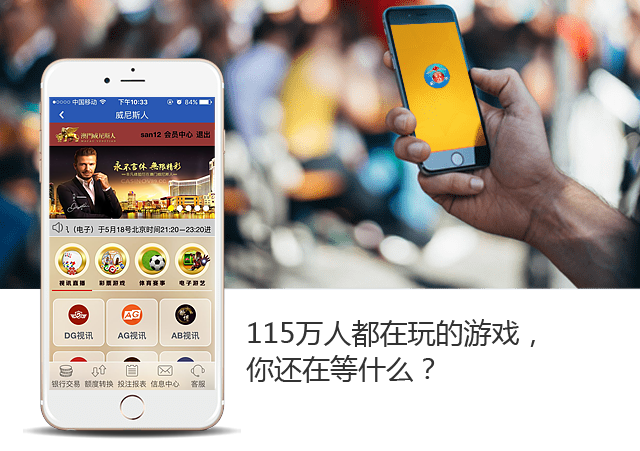 中国移动 下午10:33 84%
威尼斯人
澳門威尼斯人 san12 会员中心 退出
永不言休 無限精彩
(电子) 于5月18号北京时间21:20—23:20进
视讯直播 彩票游戏 体育赛事 电子游艺
DG视讯 AG视讯 AB视讯
银行交易 额度转换 投注报表 信息中心 客服
115万人都在玩的游戏，
你还在等什么？